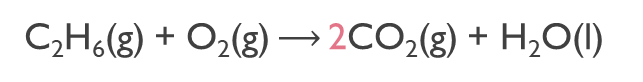 C₂H₆(g) + O₂(g) ⟶ 2CO₂(g) + H₂O(l)